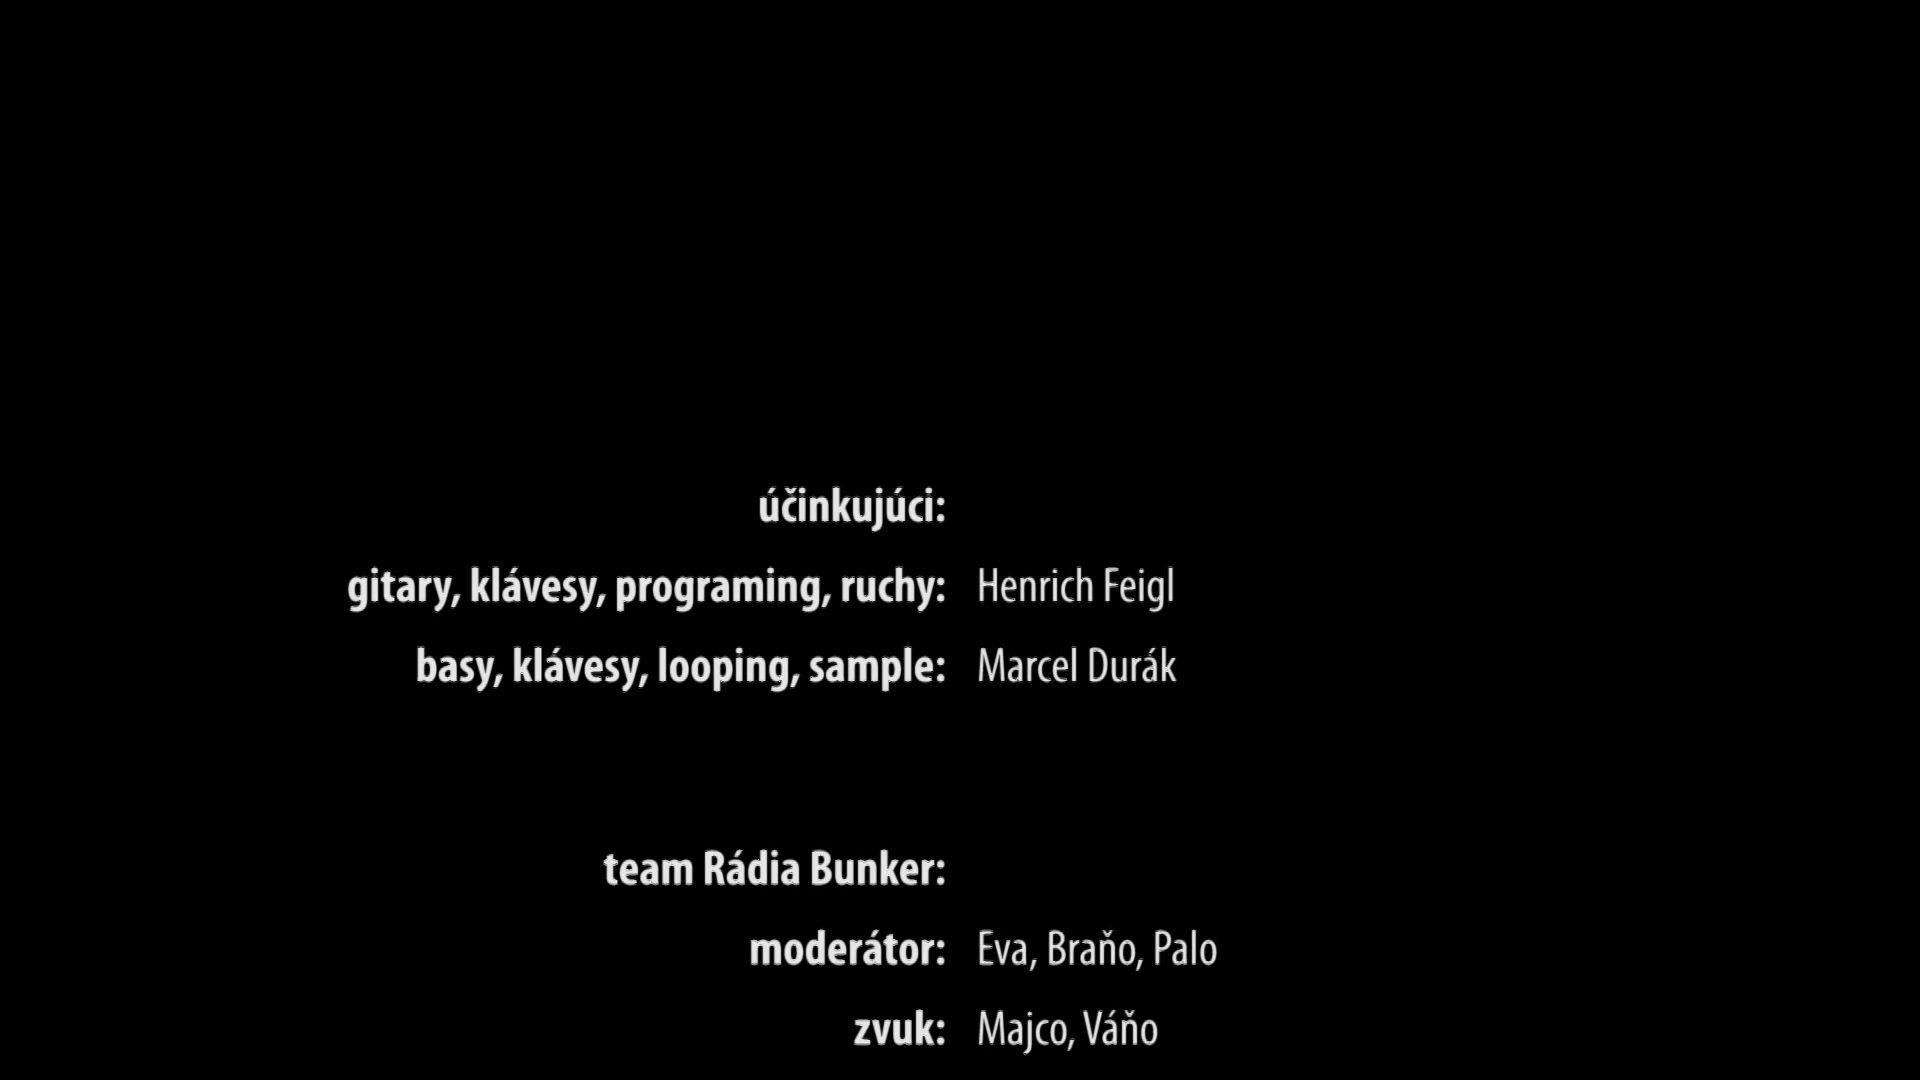 účinkujúci:
gitary, klávesy, programing, ruchy: Henrich Feigl
basy, klávesy, looping, sample: Marcel Durák
team Rádia Bunker:
moderátor: Eva, Braňo, Palo
zvuk: Majco, Váňo